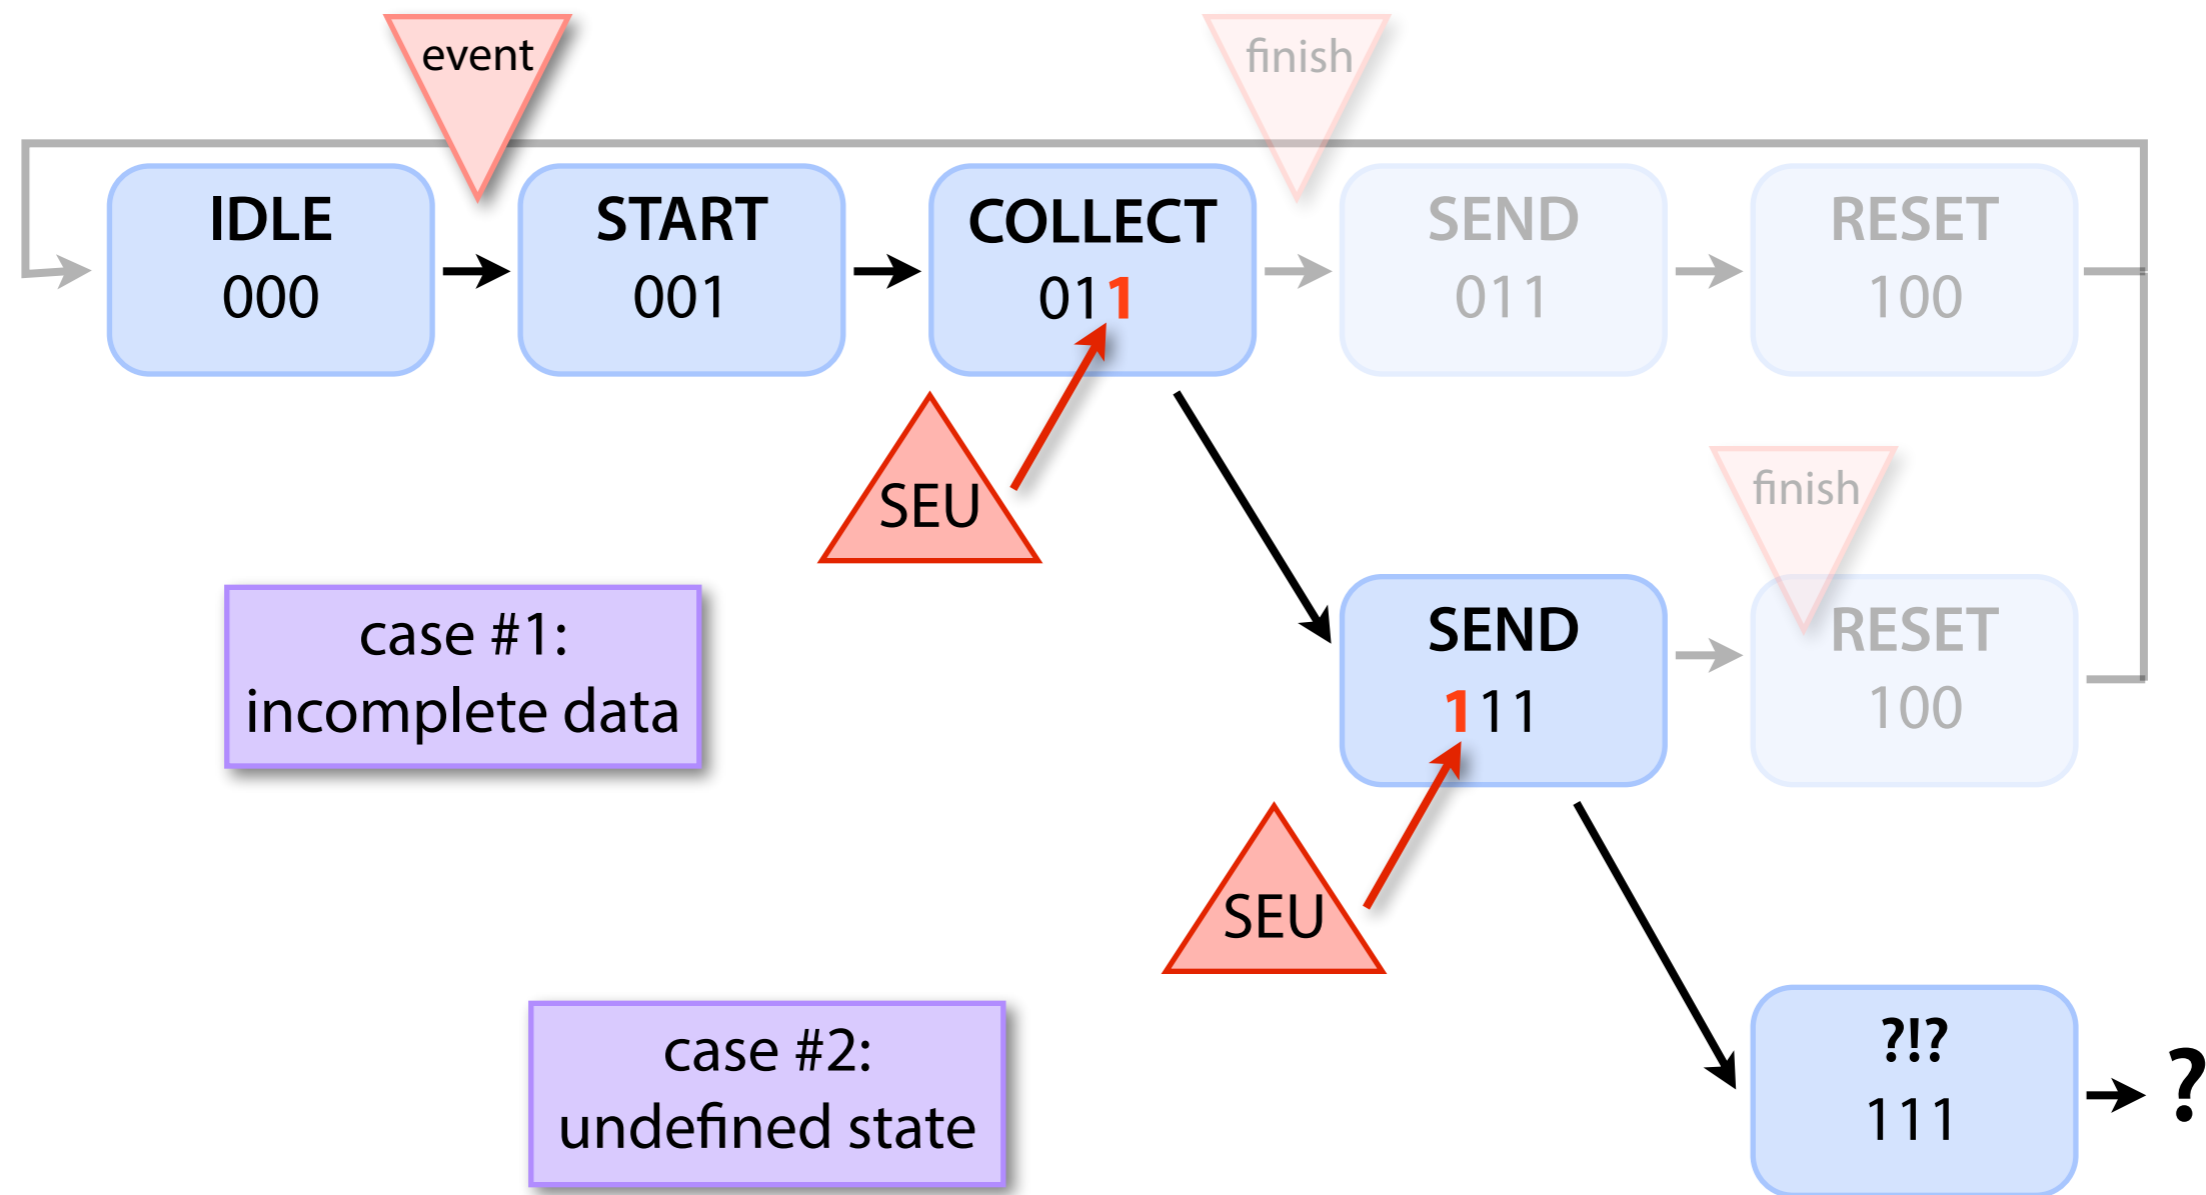 event
finish
IDLE
000
START
001
COLLECT
011
SEND
011
RESET
100
SEU
finish
case #1:
incomplete data
SEND
111
RESET
100
SEU
case #2:
undefined state
?!?
111
?